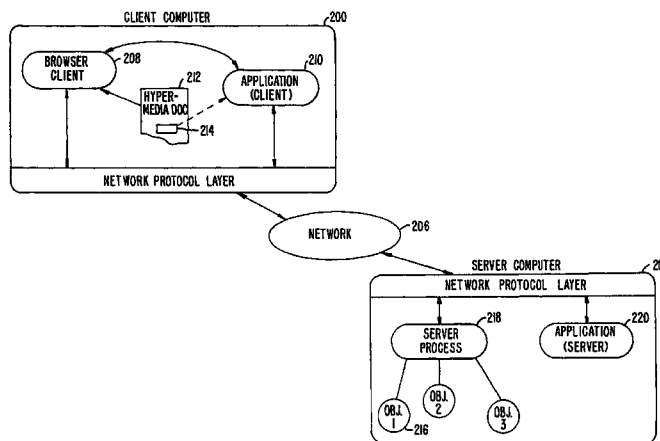 CLIENT COMPUTER
200
BROWSER
CLIENT
208
212
HYPER-
MEDIA DOC
214
210
APPLICATION
(CLIENT)
NETWORK PROTOCOL LAYER
NETWORK
206
SERVER COMPUTER
NETWORK PROTOCOL LAYER
218
SERVER
PROCESS
220
APPLICATION
(SERVER)
OBJ.
1
216
OBJ.
2
OBJ.
3